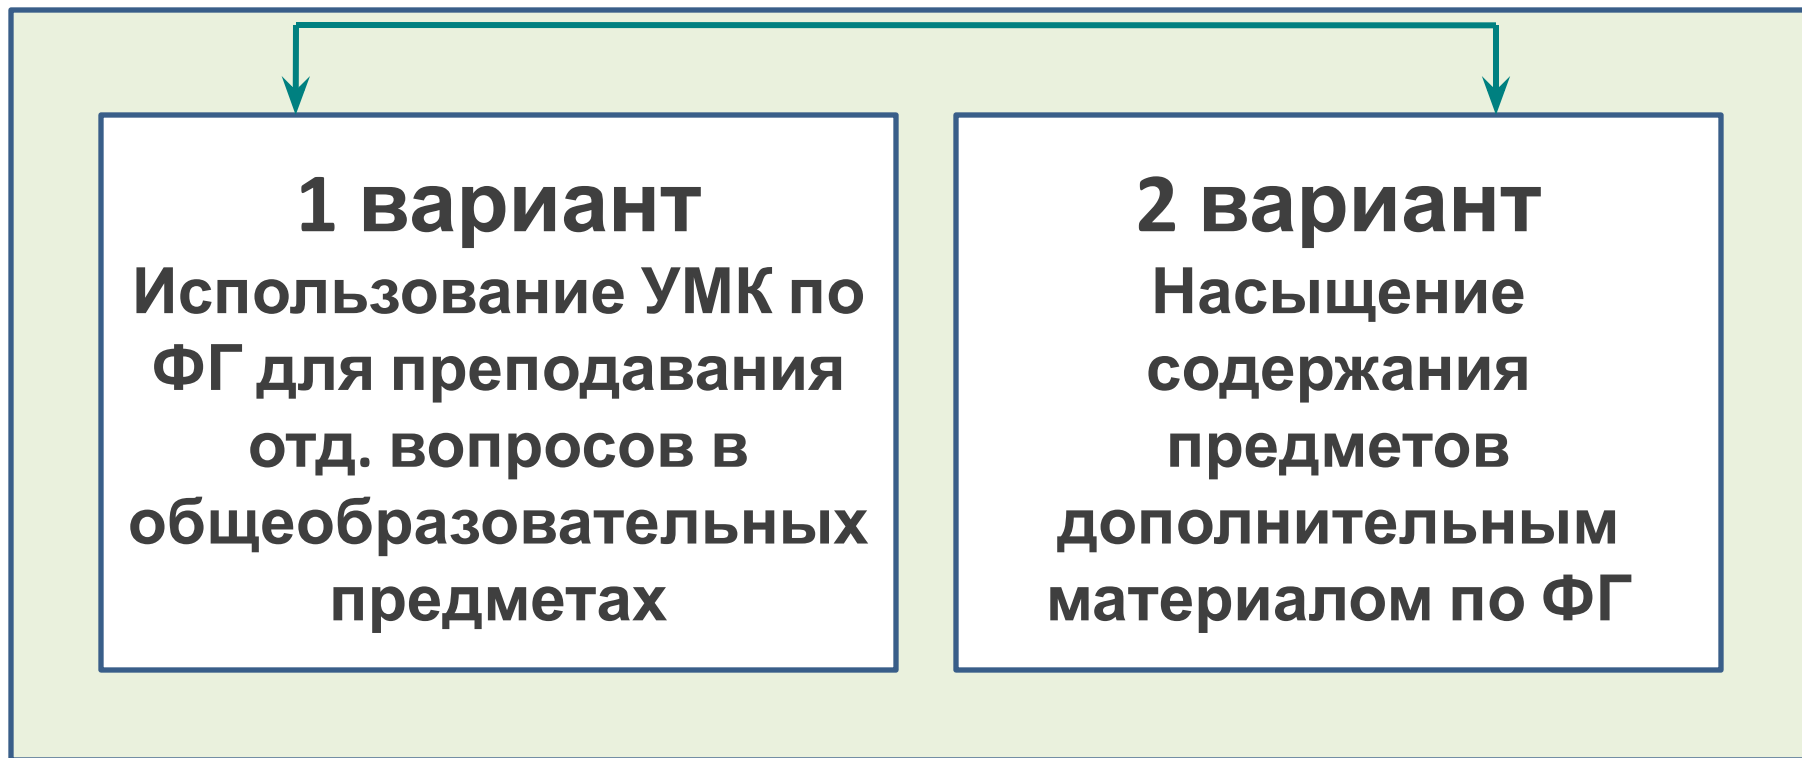 1 вариант
Использование УМК по
ФГ для преподавания
отд. вопросов в
общеобразовательных
предметах
2 вариант
Насыщение
содержания
предметов
дополнительным
материалом по ФГ